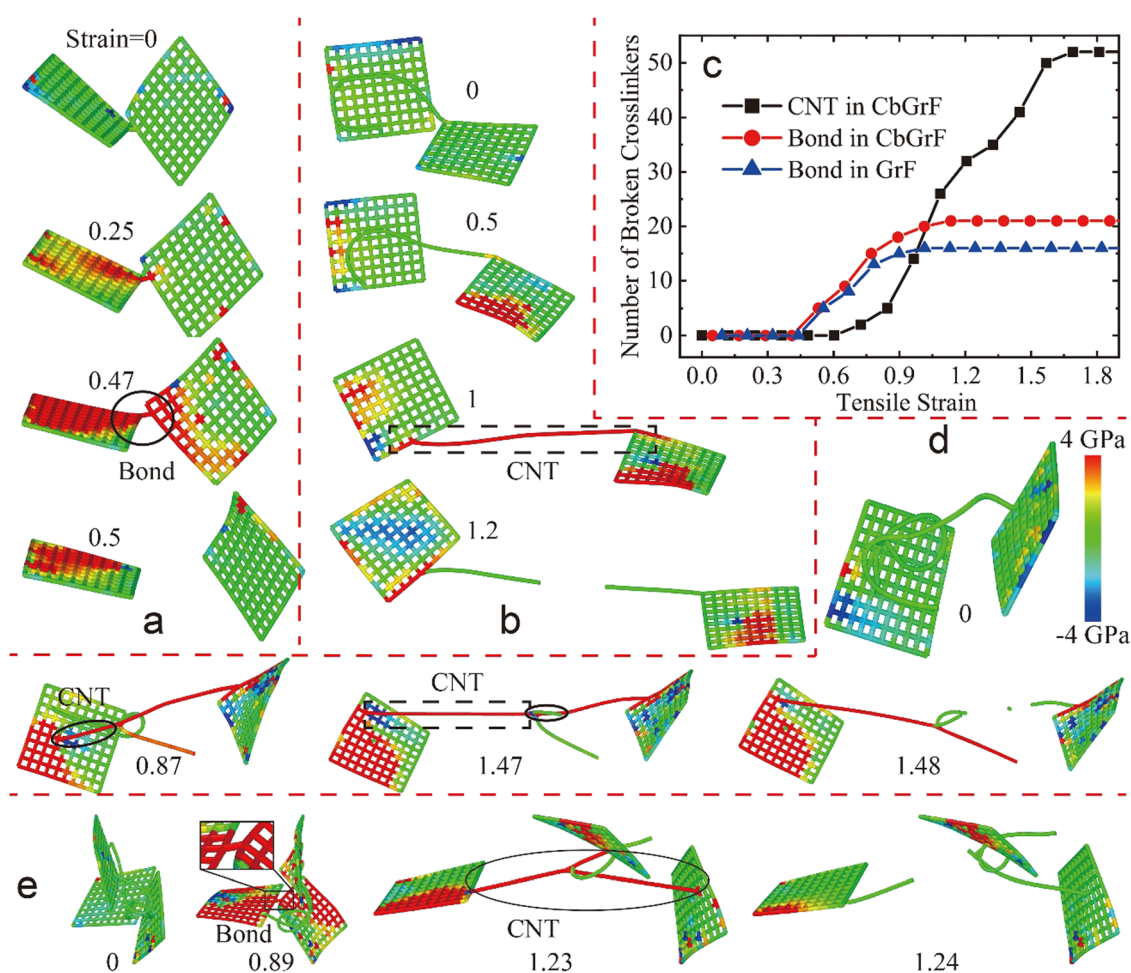 Strain=0
0.25
0.47
Bond
0.5
a
0
0.5
1
CNT
1.2
b
c
CNT in CbGrF
Bond in CbGrF
Bond in GrF
Number of Broken Crosslinkers
50
40
30
20
10
0
0.0 0.3 0.6 0.9 1.2 1.5 1.8
Tensile Strain
d
4 GPa
-4 GPa
0
CNT
0.87
CNT
1.47
1.48
e
0
Bond
0.89
CNT
1.23
1.24